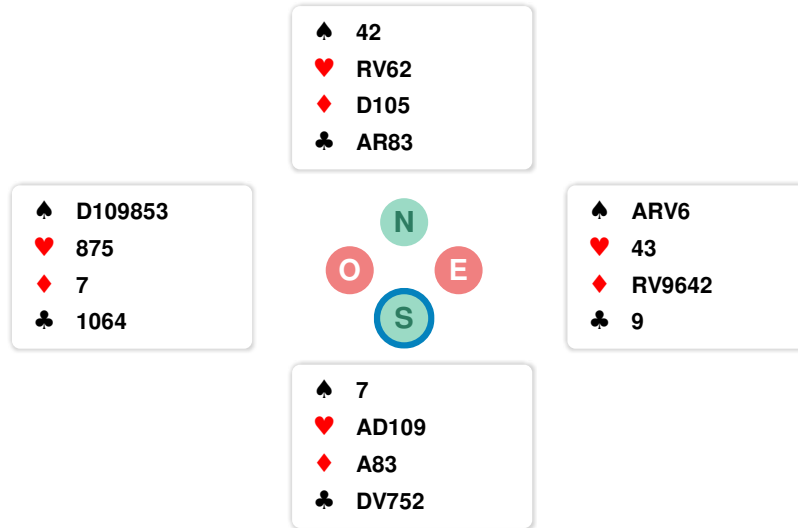 ♠ 42
♥ RV62
♦ D105
♣ AR83
♠ D109853
♥ 875
♦ 7
♣ 1064
N
O E
S
♠ ARV6
♥ 43
♦ RV9642
♣ 9
♠ 7
♥ AD109
♦ A83
♣ DV752